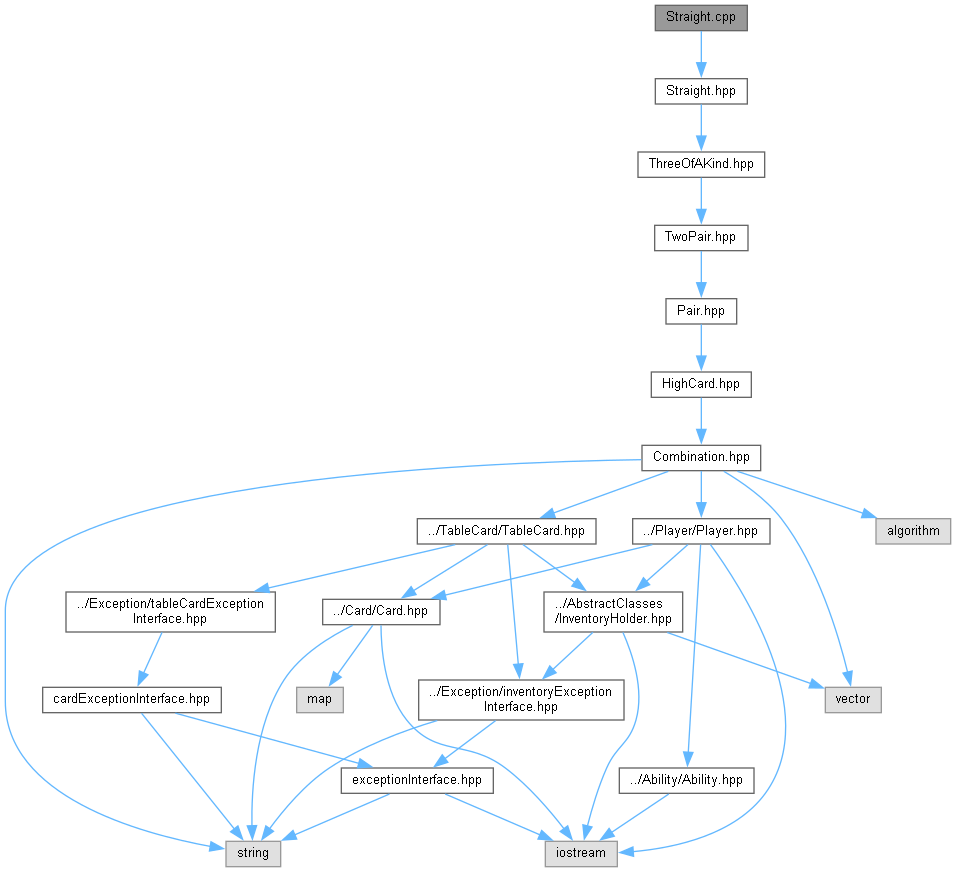 Straight.cpp
Straight.hpp
ThreeOfAKind.hpp
TwoPair.hpp
Pair.hpp
HighCard.hpp
Combination.hpp
../TableCard/TableCard.hpp
../Player/Player.hpp
algorithm
../Exception/tableCardException
Interface.hpp
../Card/Card.hpp
../AbstractClasses
/InventoryHolder.hpp
cardExceptionInterface.hpp
map
../Exception/inventoryException
Interface.hpp
vector
exceptionInterface.hpp
../Ability/Ability.hpp
string
iostream